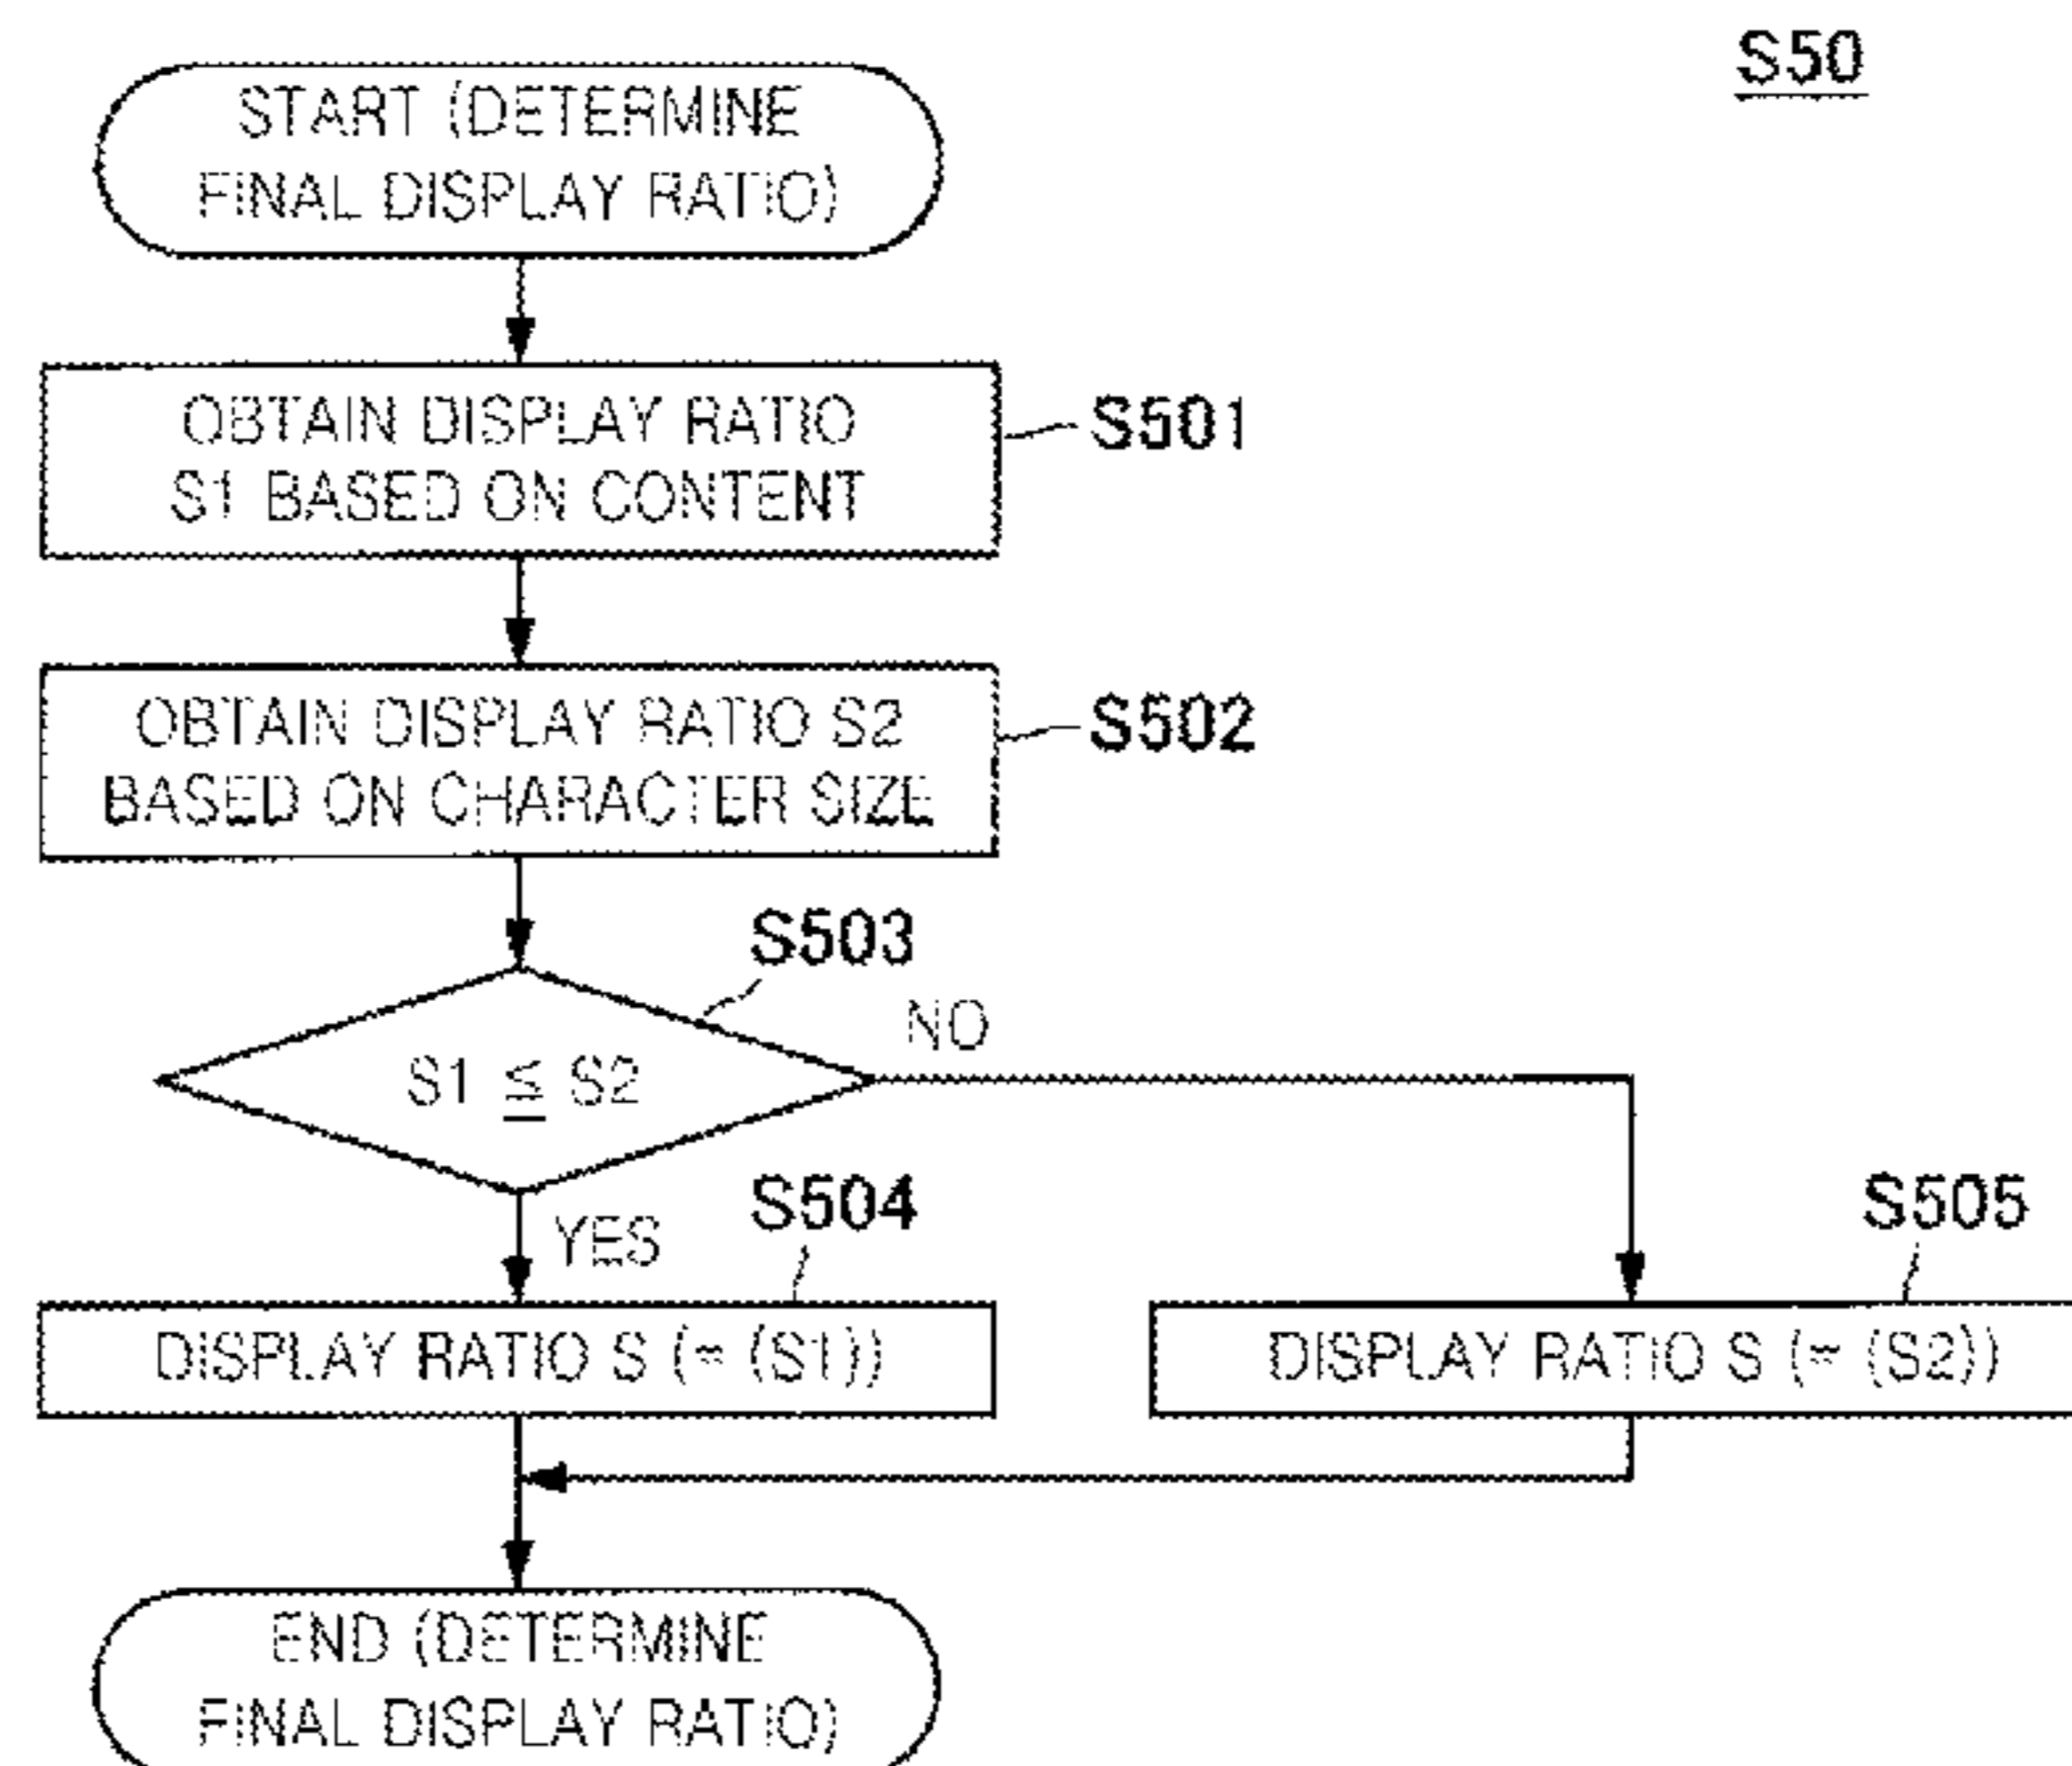 S50
START (DETERMINE
FINAL DISPLAY RATIO)
OBTAIN DISPLAY RATIO
S1 BASED ON CONTENT
S501
OBTAIN DISPLAY RATIO S2
BASED ON CHARACTER SIZE
S502
S503
S1 ≦ S2
NO
YES
S504
DISPLAY RATIO S (= (S1))
S505
DISPLAY RATIO S (= (S2))
END (DETERMINE
FINAL DISPLAY RATIO)